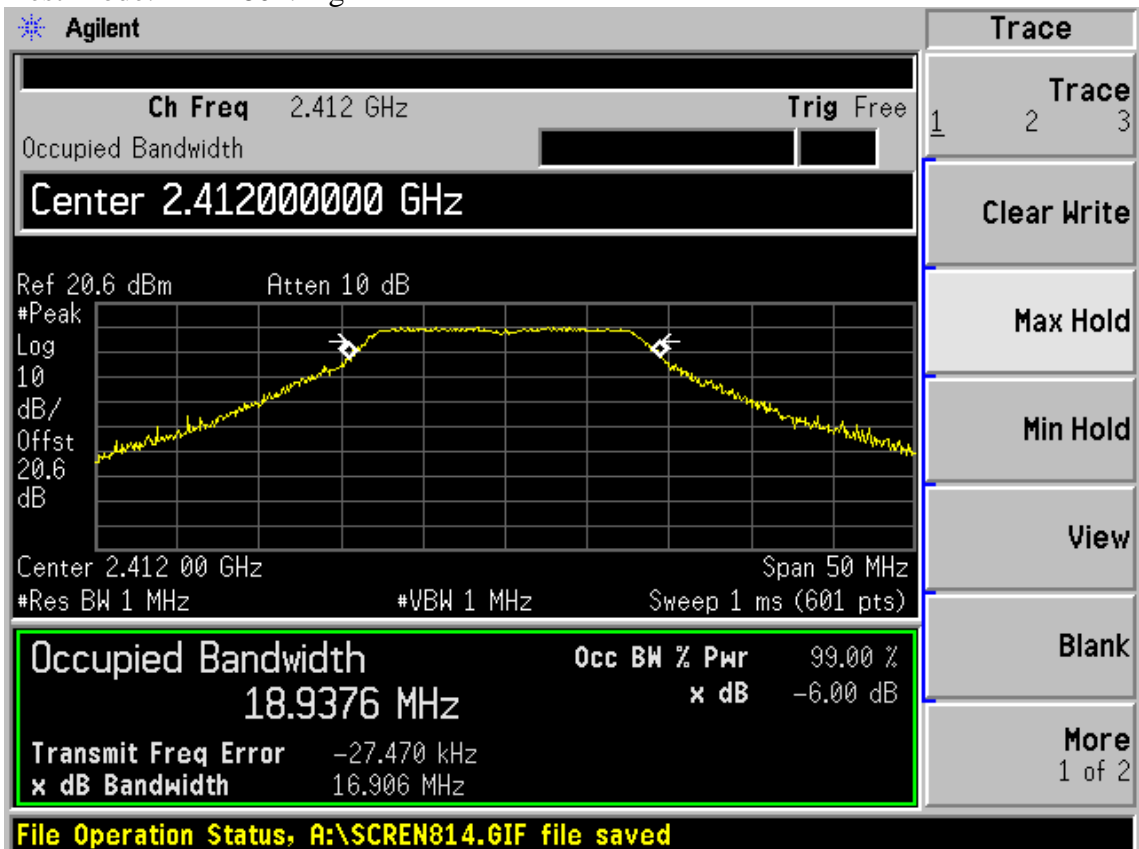 Agilent
Trace
Ch Freq 2.412 GHz Trig Free
Occupied Bandwidth
Center 2.412000000 GHz
Ref 20.6 dBm Atten 10 dB
#Peak
Log
10
dB/
Offst
20.6
dB
Center 2.412 00 GHz Span 50 MHz
#Res BW 1 MHz #VBW 1 MHz Sweep 1 ms (601 pts)
Occupied Bandwidth
18.9376 MHz
Occ BW % Pwr 99.00 %
x dB -6.00 dB
Transmit Freq Error -27.470 kHz
x dB Bandwidth 16.906 MHz
File Operation Status, A:\SCREN814.GIF file saved
Trace
1 2 3
Clear Write
Max Hold
Min Hold
View
Blank
More
1 of 2